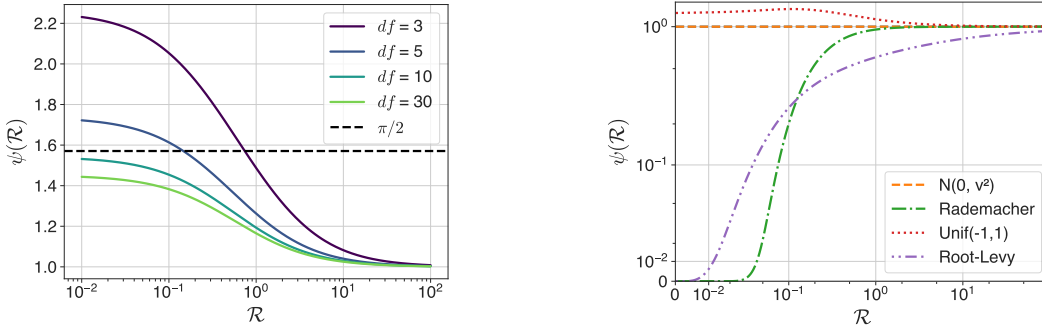 2.2
2.0
1.8
1.6
1.4
1.2
1.0
ψ(ℛ)
df = 3
df = 5
df = 10
df = 30
π/2
10⁻² 10⁻¹ 10⁰ 10¹ 10²
ℛ
10⁰
10⁻¹
10⁻²
0
ψ(ℛ)
N(0, v²)
Rademacher
Unif(-1,1)
Root-Levy
0 10⁻² 10⁻¹ 10⁰ 10¹
ℛ